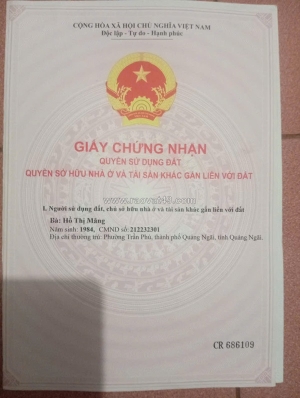 CỘNG HÒA XÃ HỘI CHỦ NGHĨA VIỆT NAM
Độc lập - Tự do - Hạnh phúc
GIẤY CHỨNG NHẬN
QUYỀN SỬ DỤNG ĐẤT
QUYỀN SỞ HỮU NHÀ Ở VÀ TÀI SẢN KHÁC GẮN LIỀN VỚI ĐẤT
www.raovat49.com
I. Người sử dụng đất, chủ sở hữu nhà ở và tài sản khác gắn liền với đất
Bà: Hồ Thị Măng
Năm sinh: 1984, CMND số: 212232301
Địa chỉ thường trú: Phường Trần Phú, thành phố Quảng Ngãi, tỉnh Quảng Ngãi.
CR 686109